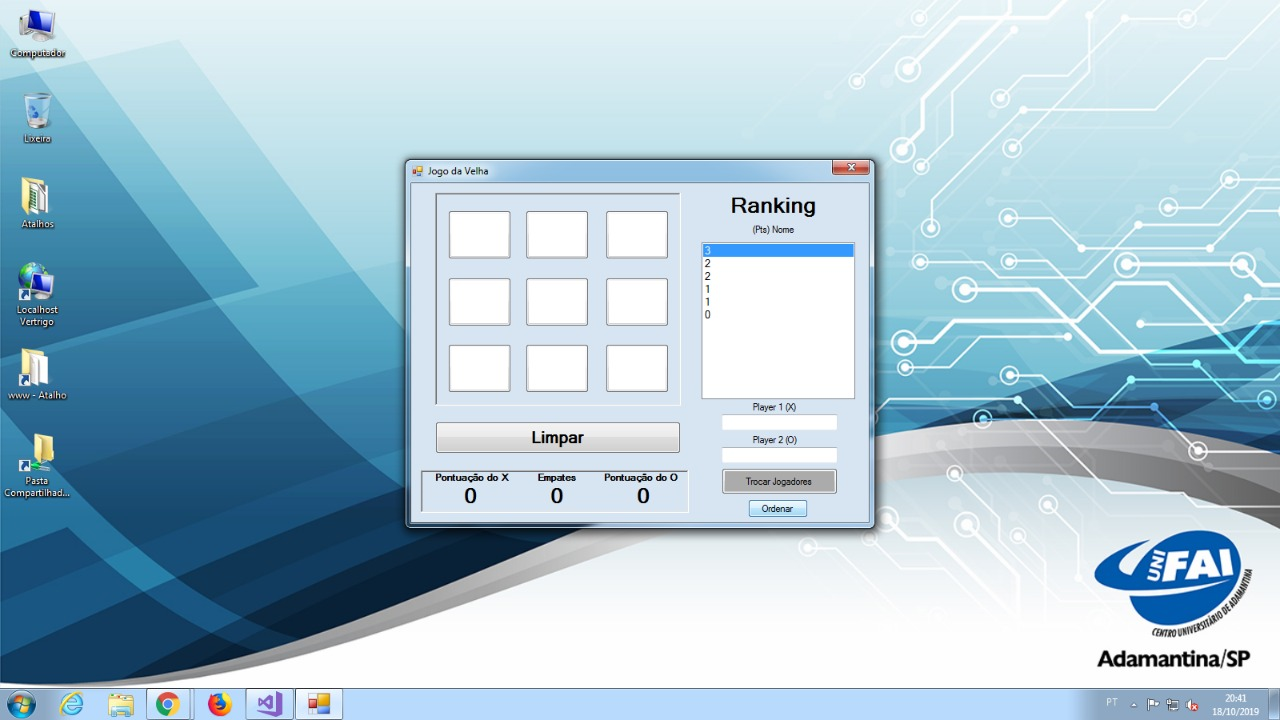 Computador
Lixeira
Atalhos
Localhost
Vertrigo
www - Atalho
Pasta
Compartilhad...
Jogo da Velha
Ranking
(Pts) Nome
3
2
2
1
1
0
Player 1 (X)
Player 2 (O)
Trocar Jogadores
Ordenar
Limpar
Pontuação do X
Empates
Pontuação do O
0
0
0
UNIFAI
CENTRO UNIVERSITÁRIO DE ADAMANTINA
Adamantina/SP
PT
20:41
18/10/2019